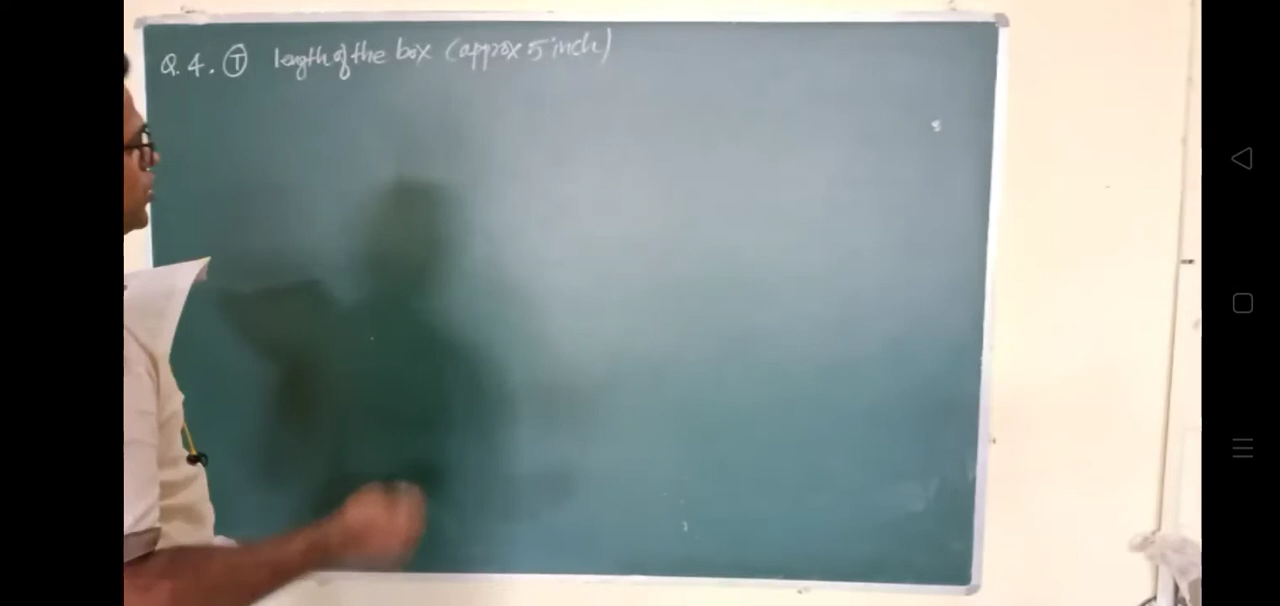 Q. 4. Ⓣ length of the box (approx 5 inch)